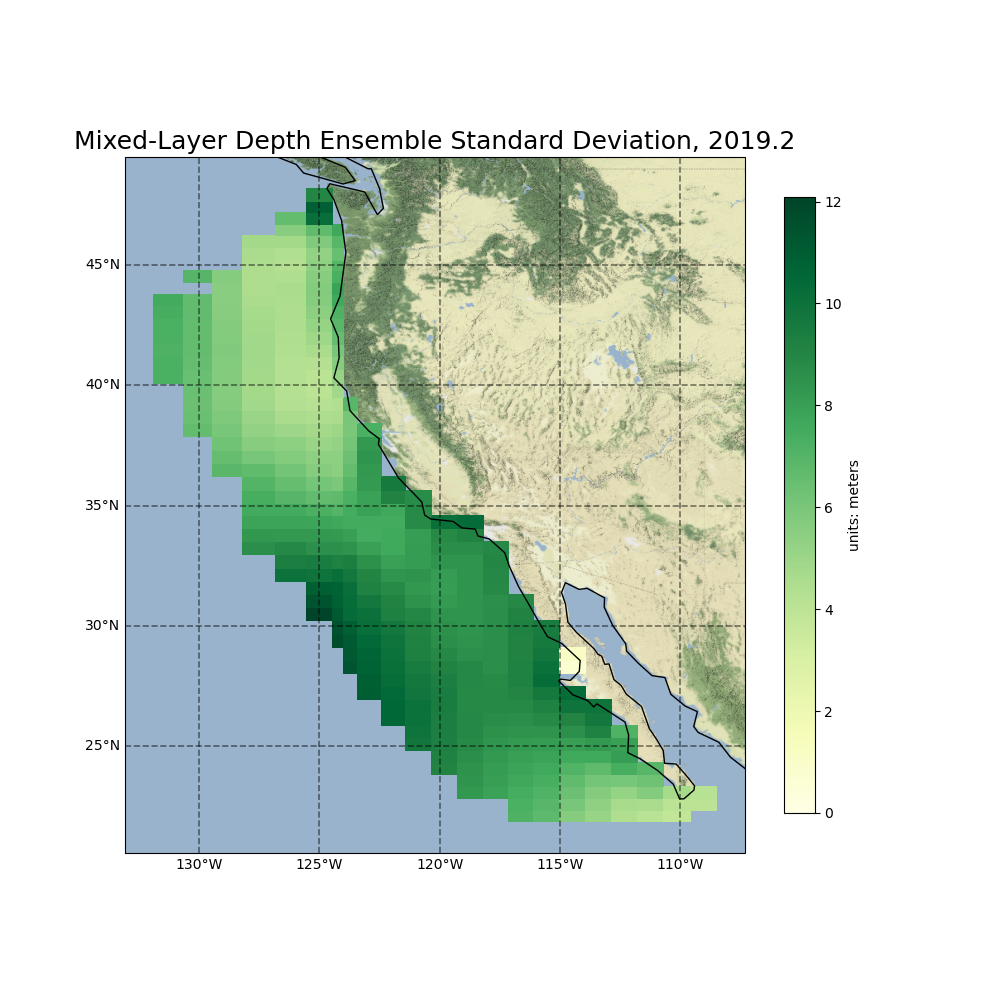 Mixed-Layer Depth Ensemble Standard Deviation, 2019.2
12
45°N
10
40°N
8
35°N
6
units: meters
30°N
4
2
25°N
0
130°W 125°W 120°W 115°W 110°W